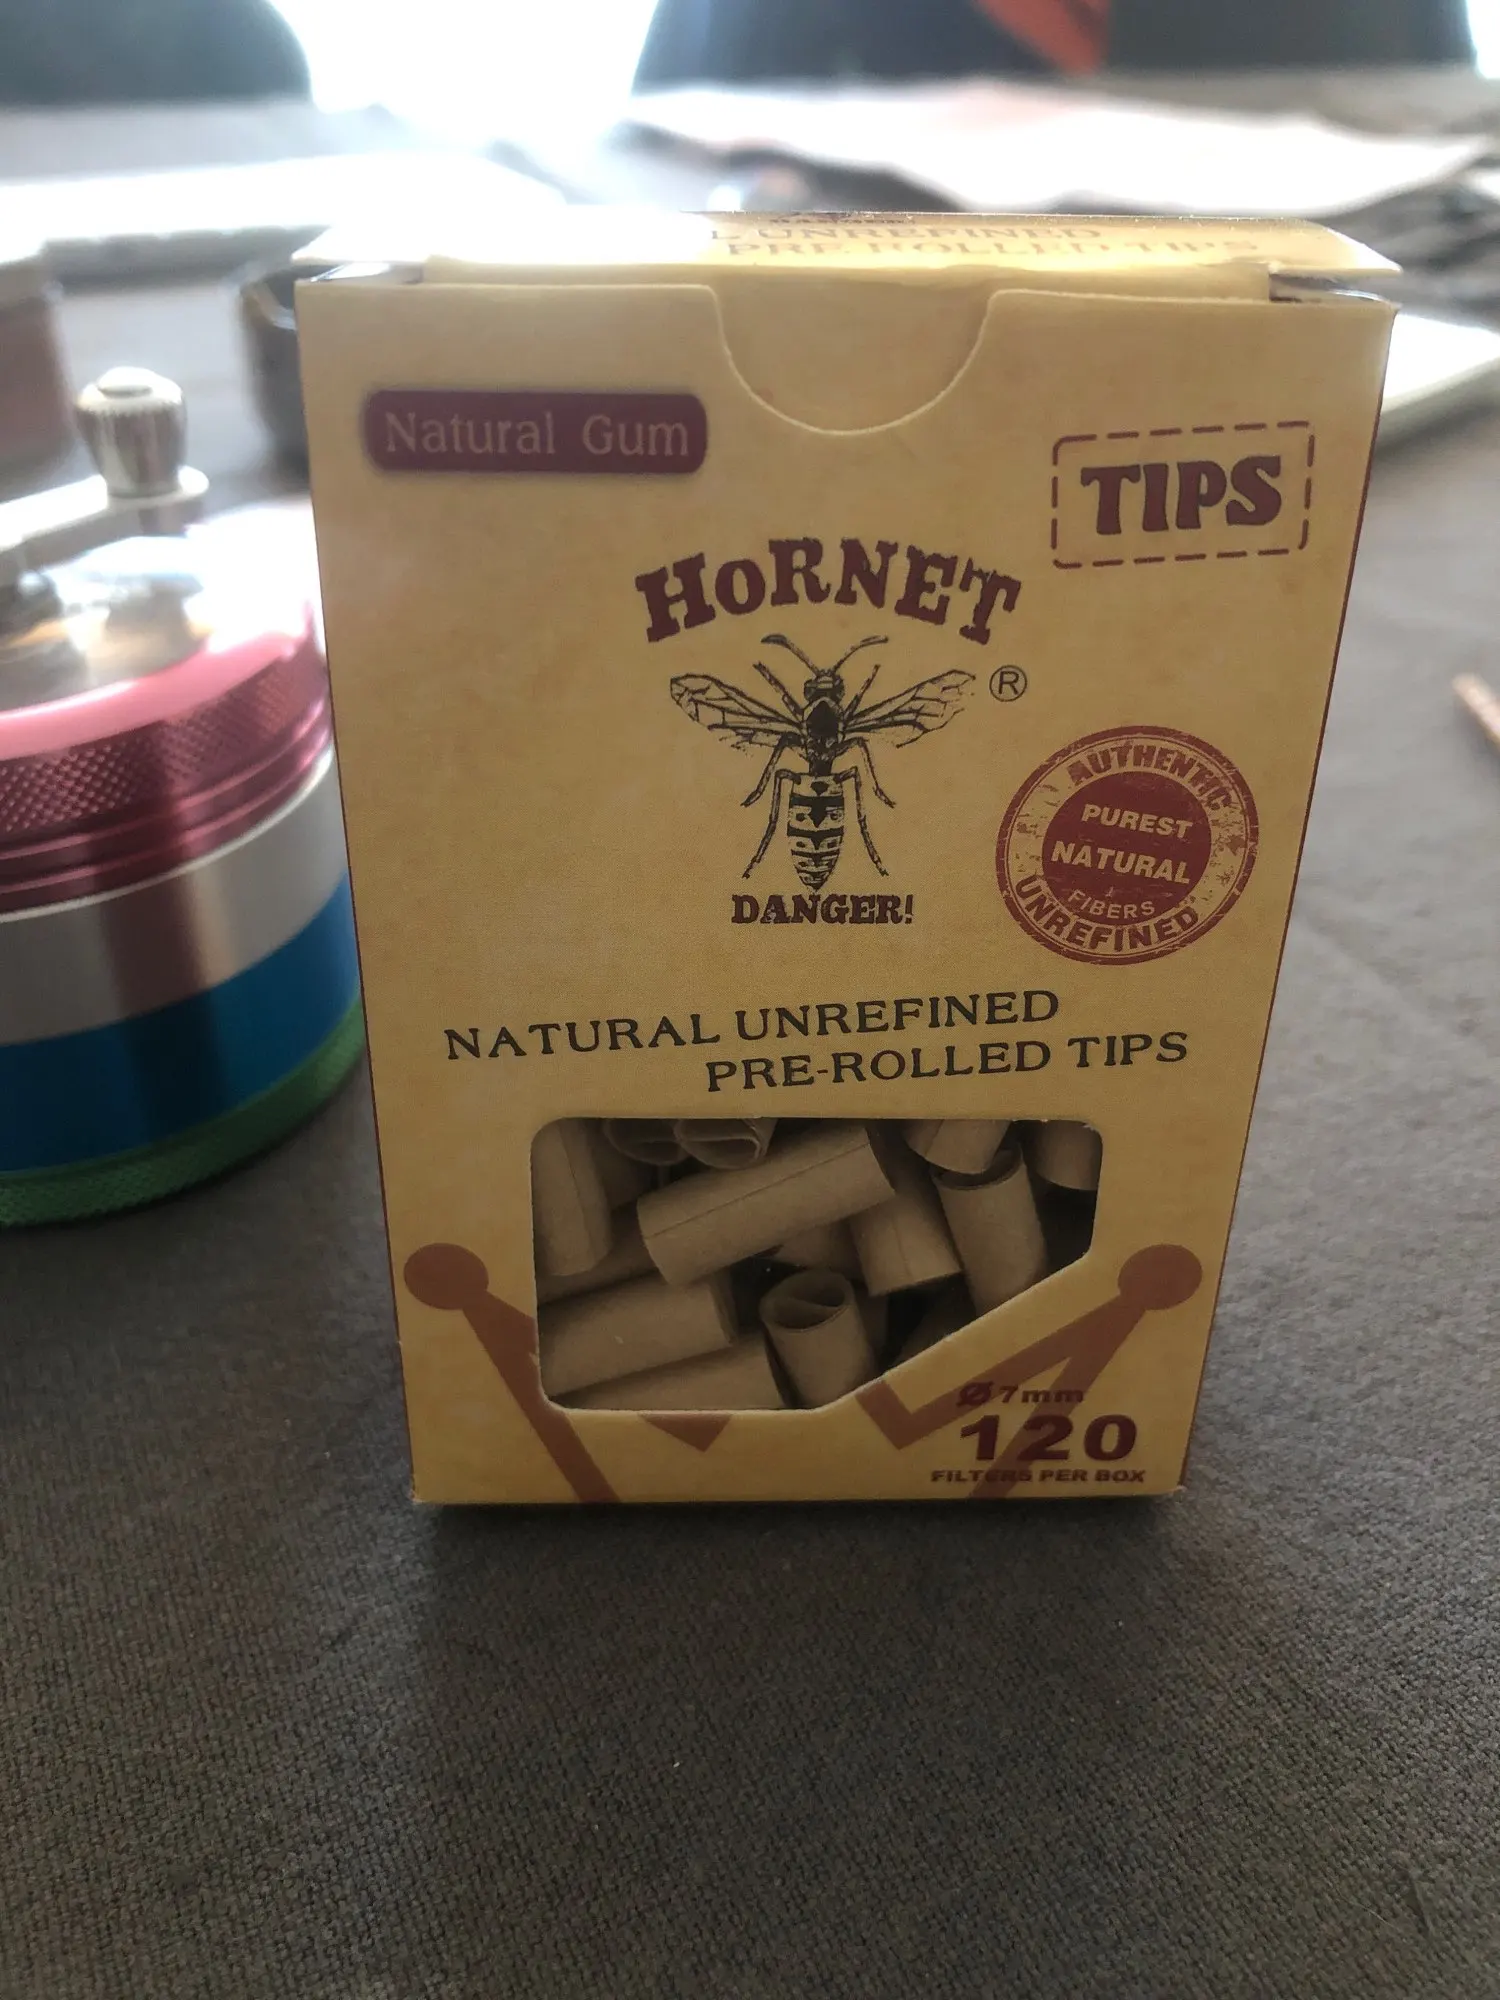 L UNREFINED
PRE-ROLLED TIPS
Natural Gum
TIPS
HORNET
®
DANGER!
AUTHENTIC
PUREST
NATURAL
FIBERS
UNREFINED
NATURAL UNREFINED
PRE-ROLLED TIPS
Ø 7mm
120
FILTERS PER BOX